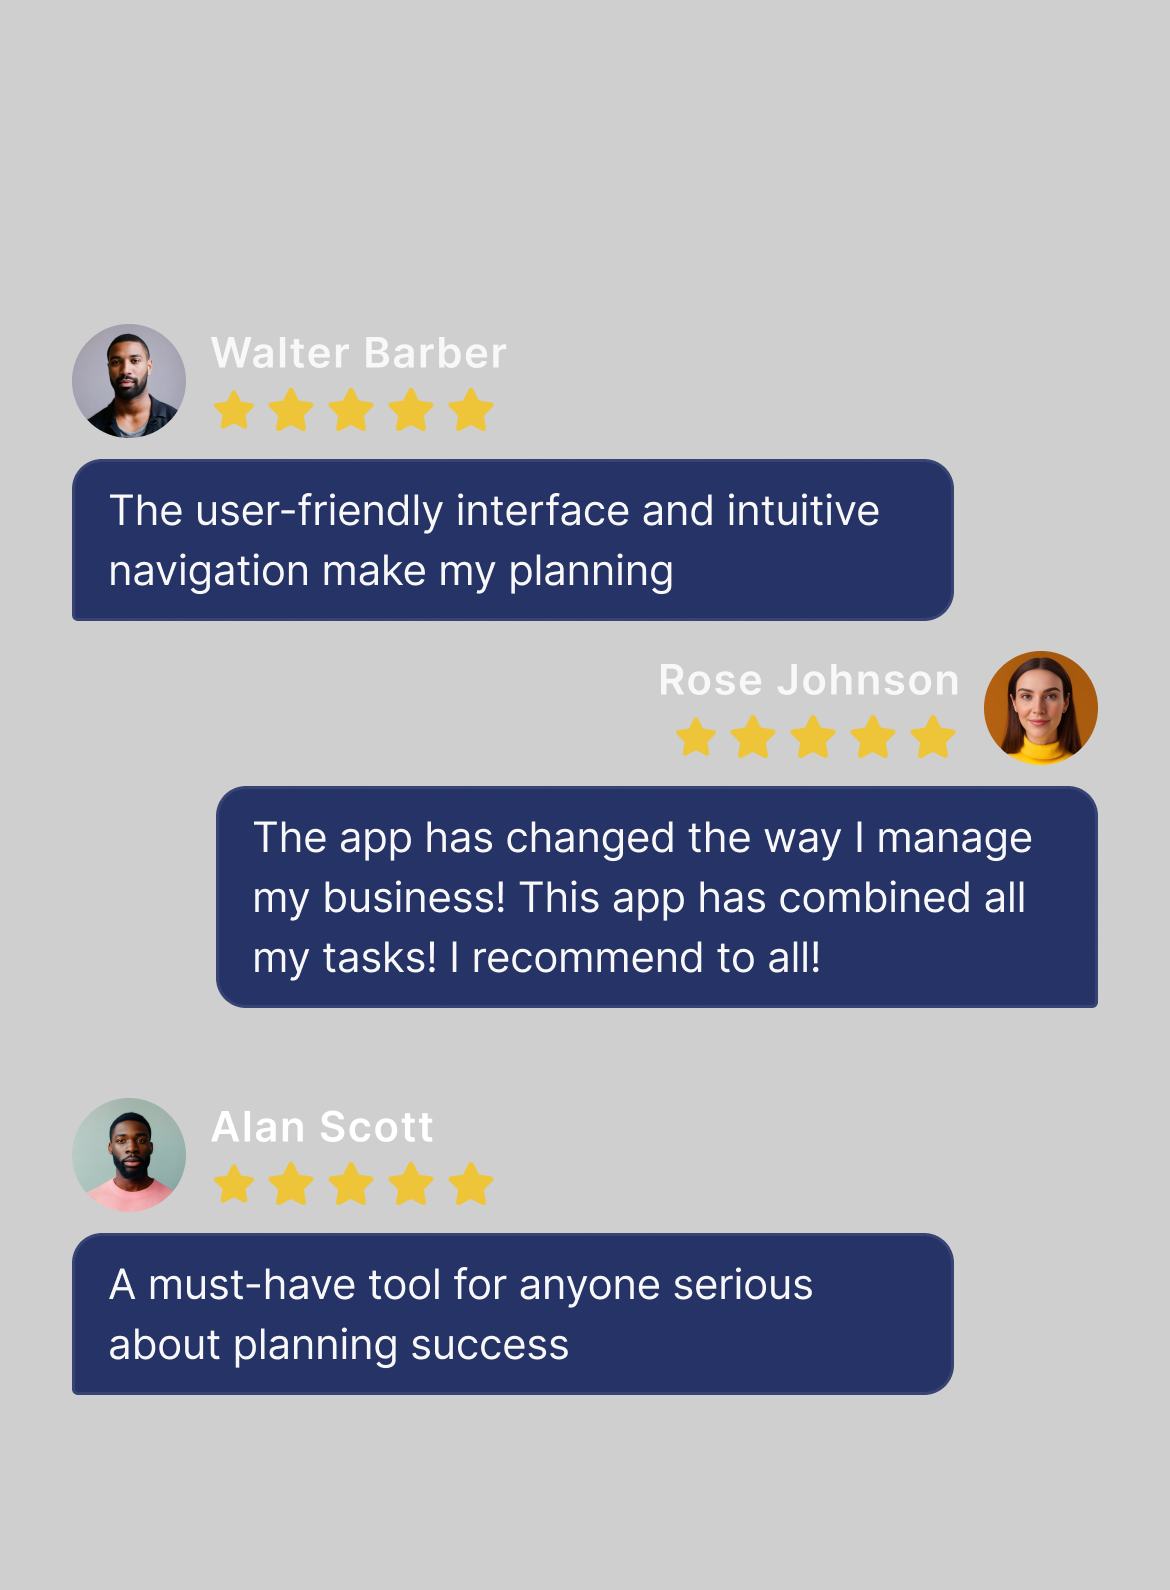 Walter Barber
The user-friendly interface and intuitive
navigation make my planning
Rose Johnson
The app has changed the way I manage
my business! This app has combined all
my tasks! I recommend to all!
Alan Scott
A must-have tool for anyone serious
about planning success